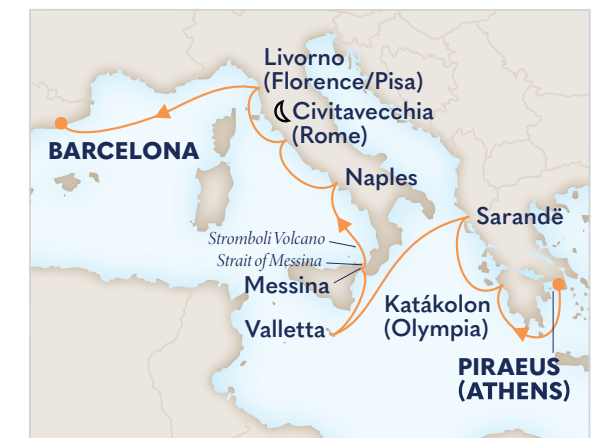 Livorno
(Florence/Pisa)
Civitavecchia
(Rome)
BARCELONA
Naples
Sarandë
Stromboli Volcano
Strait of Messina
Messina
Katákolon
(Olympia)
Valletta
PIRAEUS
(ATHENS)